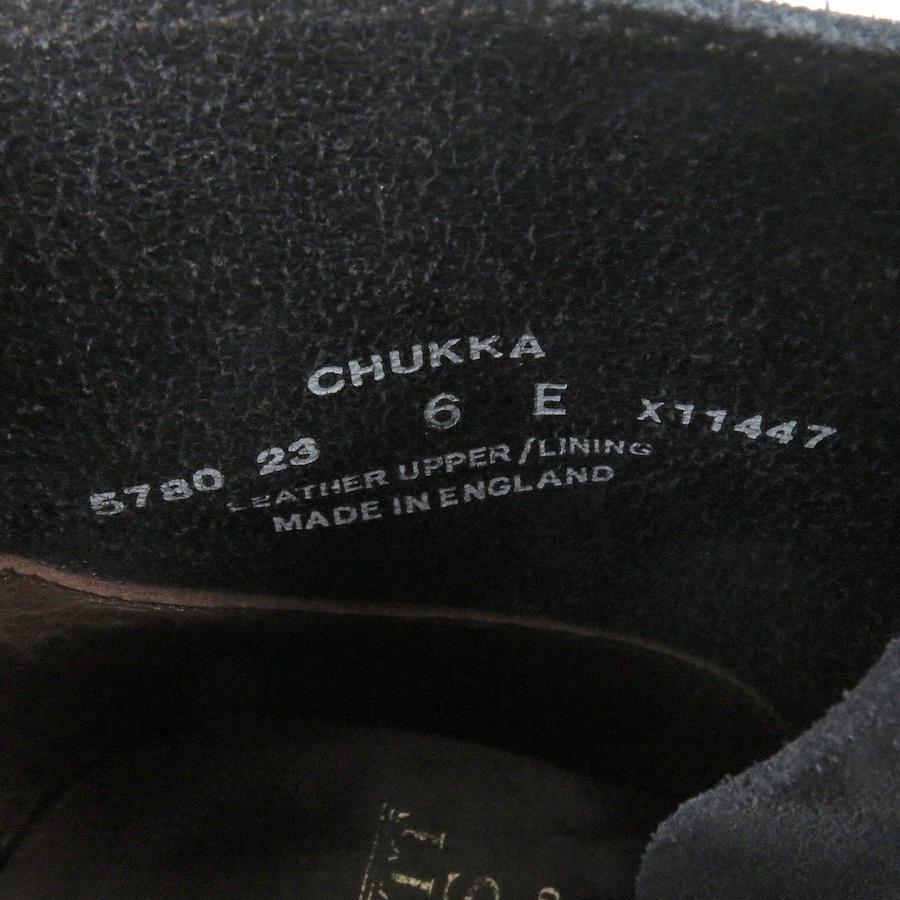 CHUKKA
5780 23 6 E X11447
LEATHER UPPER/LINING
MADE IN ENGLAND